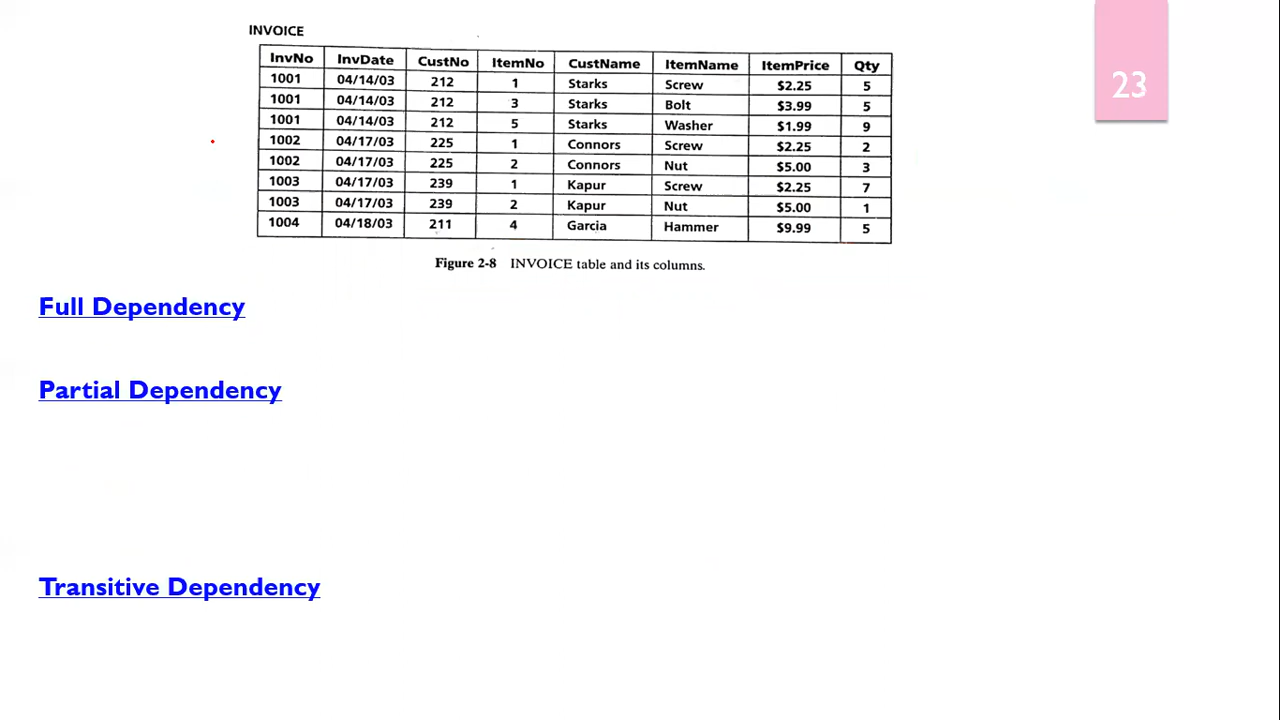 INVOICE
23
InvNo InvDate CustNo ItemNo CustName ItemName ItemPrice Qty
1001 04/14/03 212 1 Starks Screw $2.25 5
1001 04/14/03 212 3 Starks Bolt $3.99 5
1001 04/14/03 212 5 Starks Washer $1.99 9
1002 04/17/03 225 1 Connors Screw $2.25 2
1002 04/17/03 225 2 Connors Nut $5.00 3
1003 04/17/03 239 1 Kapur Screw $2.25 7
1003 04/17/03 239 2 Kapur Nut $5.00 1
1004 04/18/03 211 4 Garcia Hammer $9.99 5
Figure 2-8 INVOICE table and its columns.
Full Dependency
Partial Dependency
Transitive Dependency